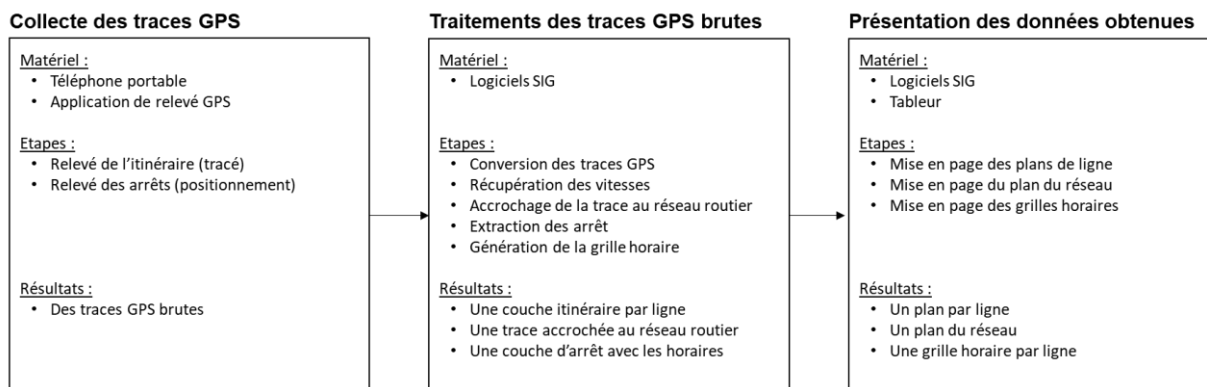 Collecte des traces GPS
Matériel :
• Téléphone portable
• Application de relevé GPS
Etapes :
• Relevé de l'itinéraire (tracé)
• Relevé des arrêts (positionnement)
Résultats :
• Des traces GPS brutes
Traitements des traces GPS brutes
Matériel :
• Logiciels SIG
Etapes :
• Conversion des traces GPS
• Récupération des vitesses
• Accrochage de la trace au réseau routier
• Extraction des arrêt
• Génération de la grille horaire
Résultats :
• Une couche itinéraire par ligne
• Une trace accrochée au réseau routier
• Une couche d'arrêt avec les horaires
Présentation des données obtenues
Matériel :
• Logiciels SIG
• Tableur
Etapes :
• Mise en page des plans de ligne
• Mise en page du plan du réseau
• Mise en page des grilles horaires
Résultats :
• Un plan par ligne
• Un plan du réseau
• Une grille horaire par ligne